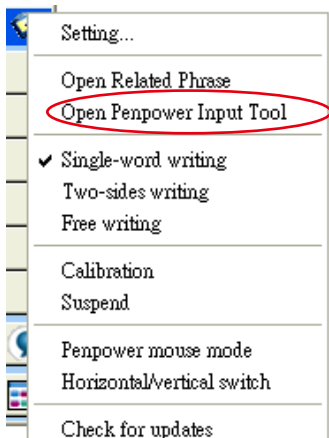 Setting...
Open Related Phrase
Open Penpower Input Tool
Single-word writing
Two-sides writing
Free writing
Calibration
Suspend
Penpower mouse mode
Horizontal/vertical switch
Check for updates